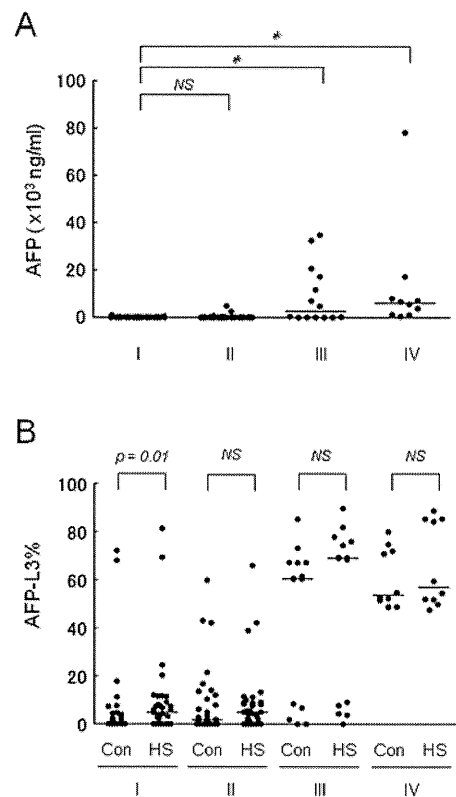 A
*
*
NS
AFP (x10³ ng/ml)
100
80
60
40
20
0
I II III IV
B
p = 0.01 NS NS NS
AFP-L3%
100
80
60
40
20
0
Con HS Con HS Con HS Con HS
I II III IV